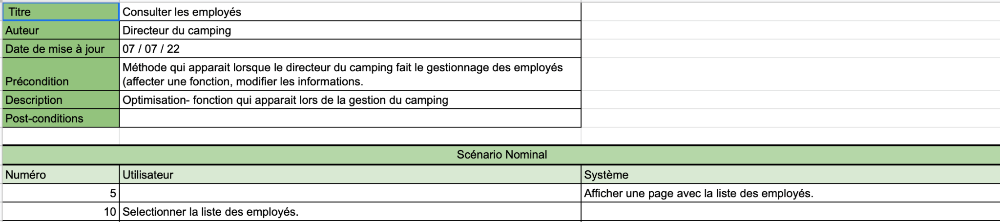 Titre Consulter les employés
Auteur Directeur du camping
Date de mise à jour 07 / 07 / 22
Méthode qui apparait lorsque le directeur du camping fait le gestionnage des employés
Précondition (affecter une fonction, modifier les informations.
Description Optimisation- fonction qui apparait lors de la gestion du camping
Post-conditions
Scénario Nominal
Numéro Utilisateur Système
5 Afficher une page avec la liste des employés.
10 Selectionner la liste des employés.